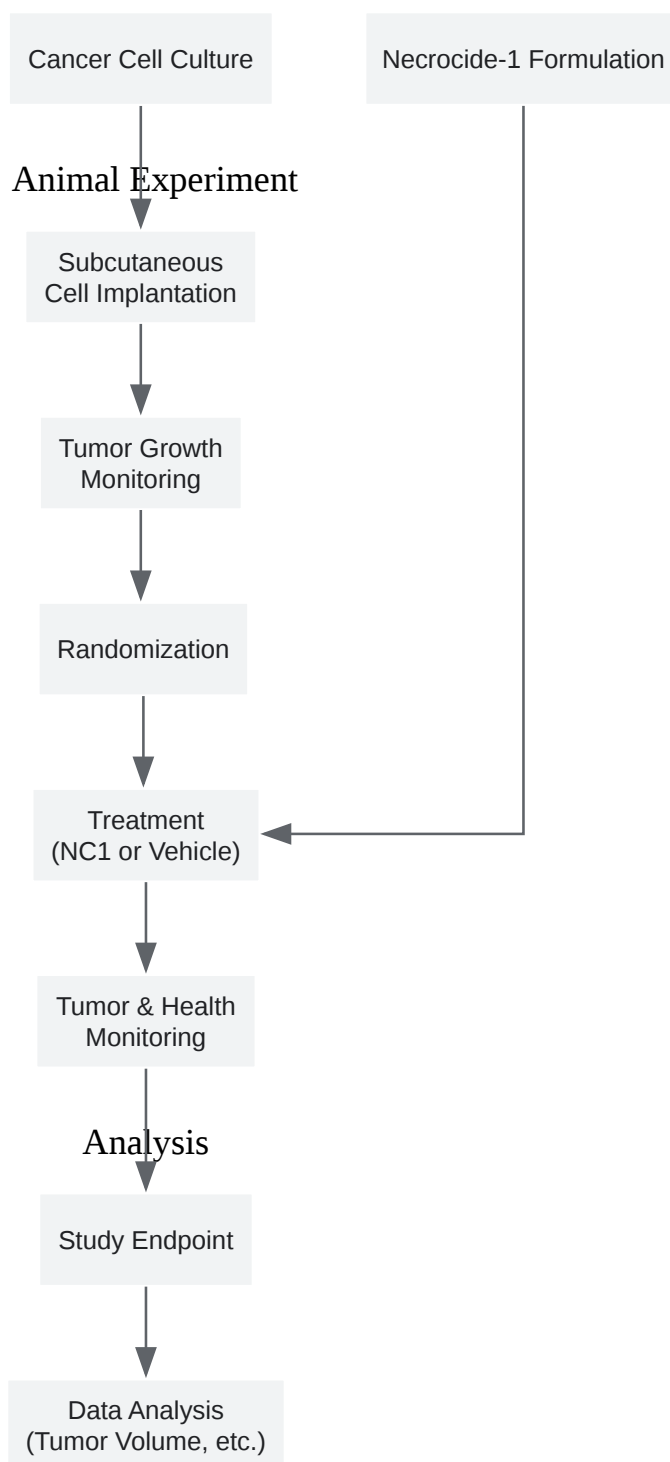 Cancer Cell Culture
Necrocide-1 Formulation
Animal Experiment
Subcutaneous
Cell Implantation
Tumor Growth
Monitoring
Randomization
Treatment
(NC1 or Vehicle)
Tumor & Health
Monitoring
Analysis
Study Endpoint
Data Analysis
(Tumor Volume, etc.)